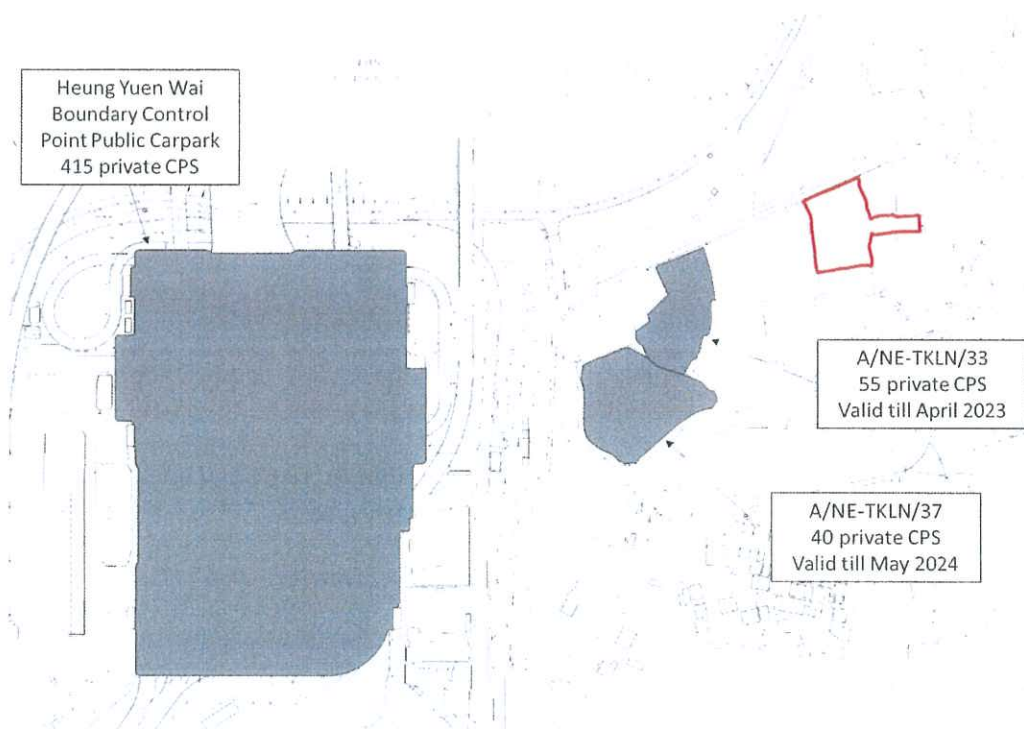 Heung Yuen Wai
Boundary Control
Point Public Carpark
415 private CPS
A/NE-TKLN/33
55 private CPS
Valid till April 2023
A/NE-TKLN/37
40 private CPS
Valid till May 2024